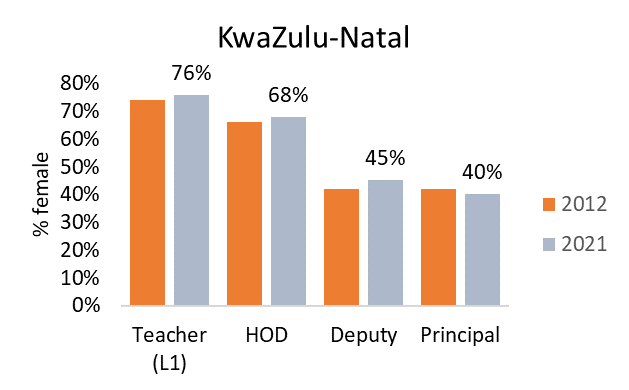 KwaZulu-Natal
80%
70%
60%
50%
40%
30%
20%
10%
0%
% female
76%
68%
45%
40%
Teacher
(L1)
HOD
Deputy
Principal
2012
2021